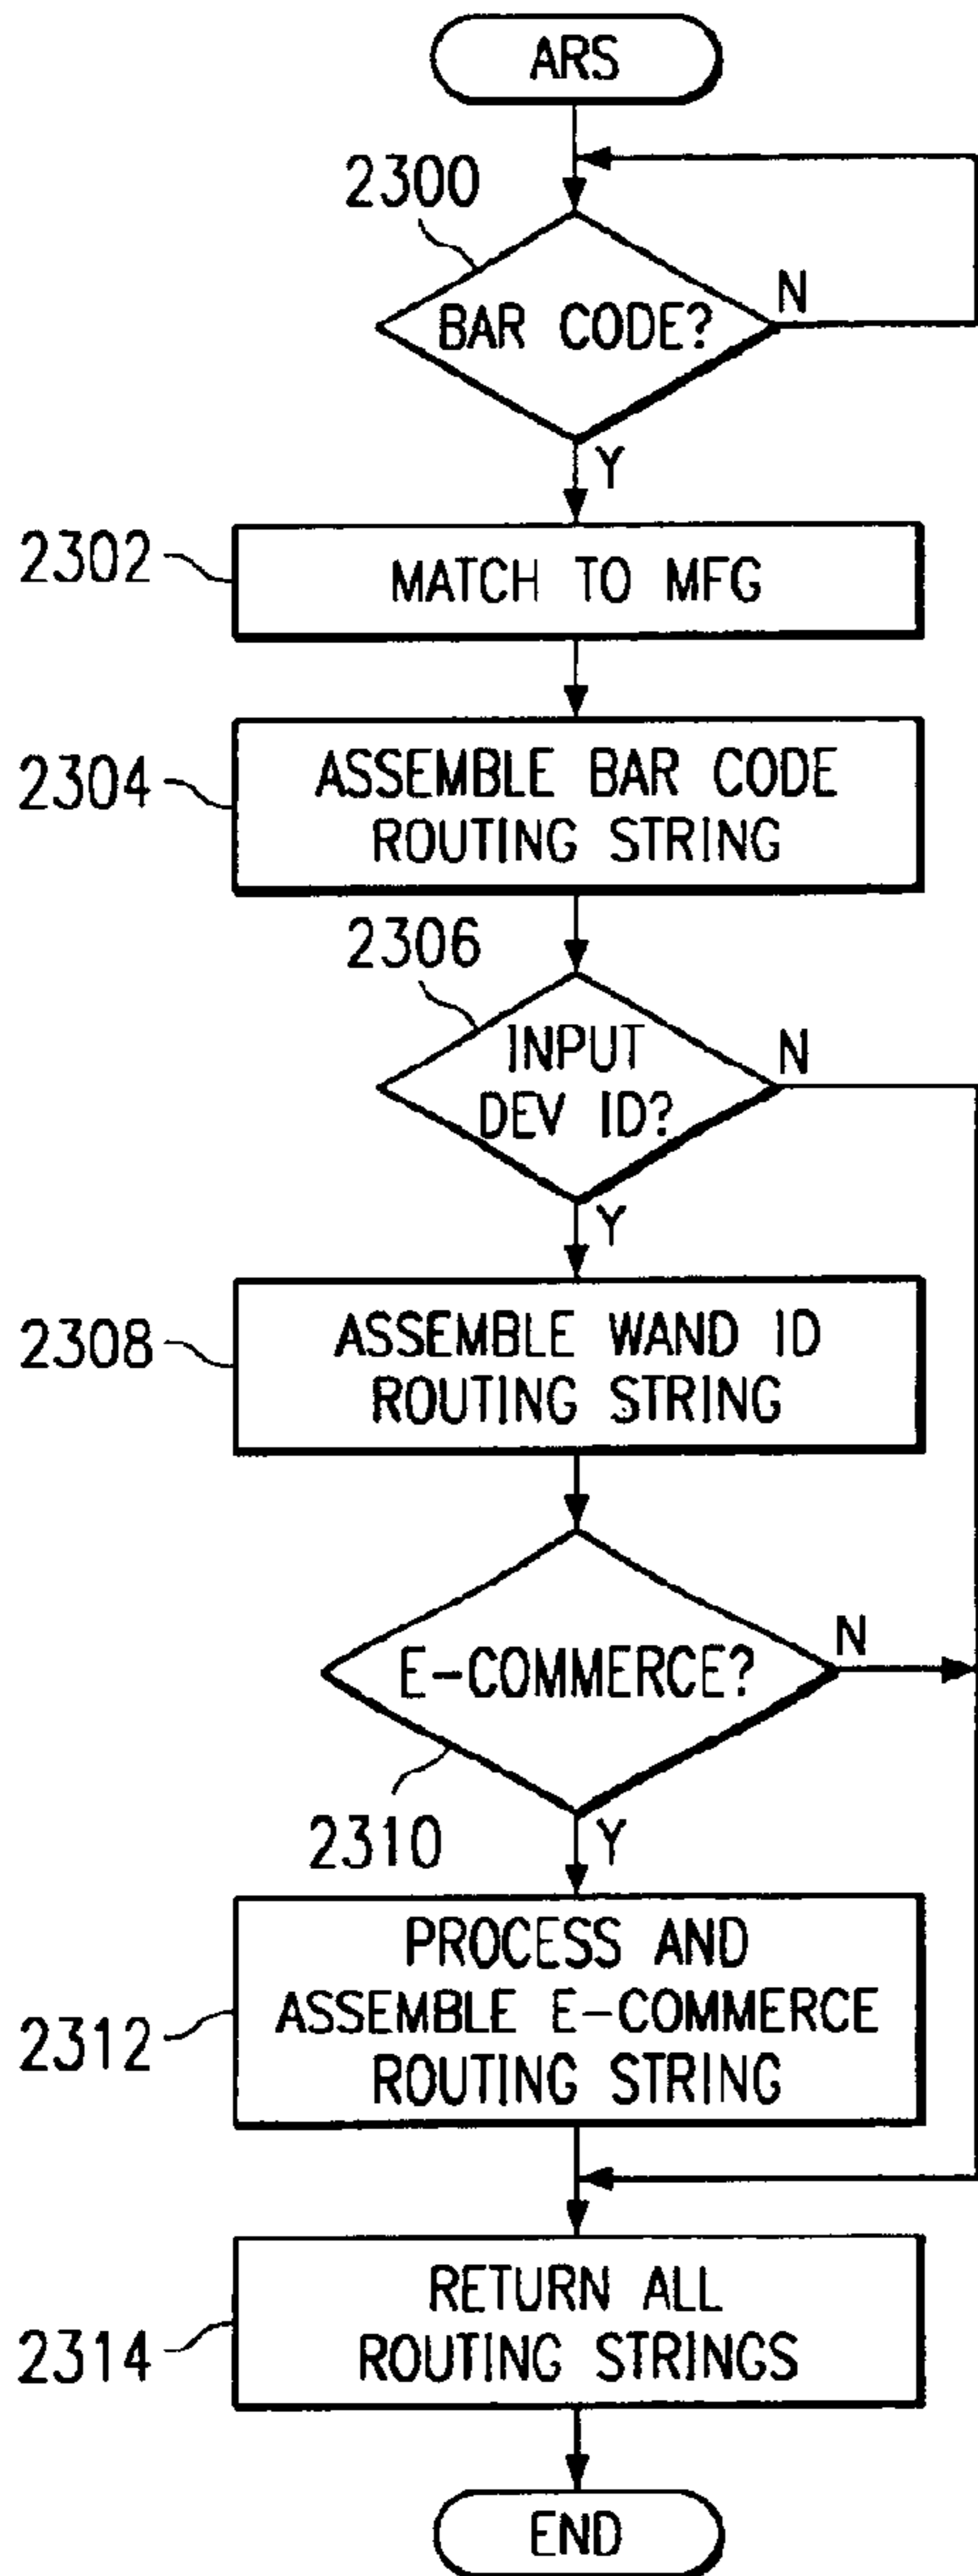 ARS
2300
BAR CODE?
N
Y
2302
MATCH TO MFG
2304
ASSEMBLE BAR CODE
ROUTING STRING
2306
INPUT
DEV ID?
N
Y
2308
ASSEMBLE WAND ID
ROUTING STRING
E-COMMERCE?
N
2310
Y
2312
PROCESS AND
ASSEMBLE E-COMMERCE
ROUTING STRING
2314
RETURN ALL
ROUTING STRINGS
END